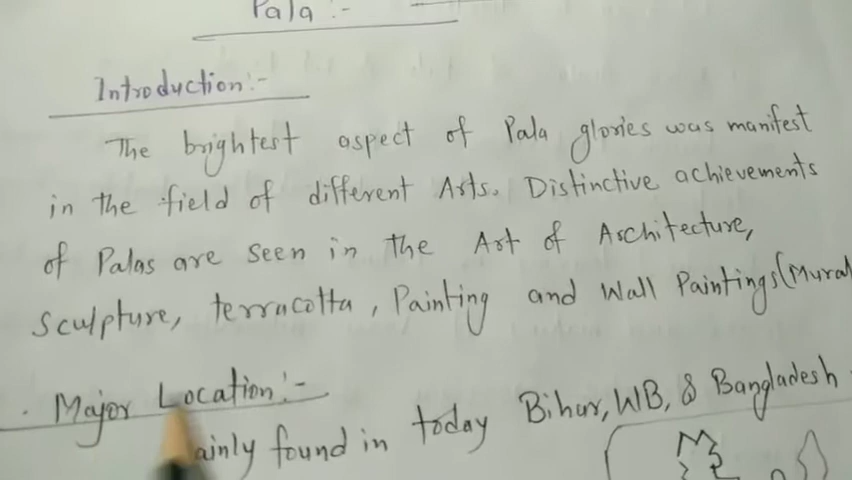 Pala :-
Introduction:-
The brightest aspect of Pala glories was manifest
in the field of different Arts. Distinctive achievements
of Palas are seen in the Art of Architecture,
Sculpture, terracotta, Painting and Wall Paintings (Mural
. Major Location:-
ainly found in today Bihar, WB, & Bangladesh